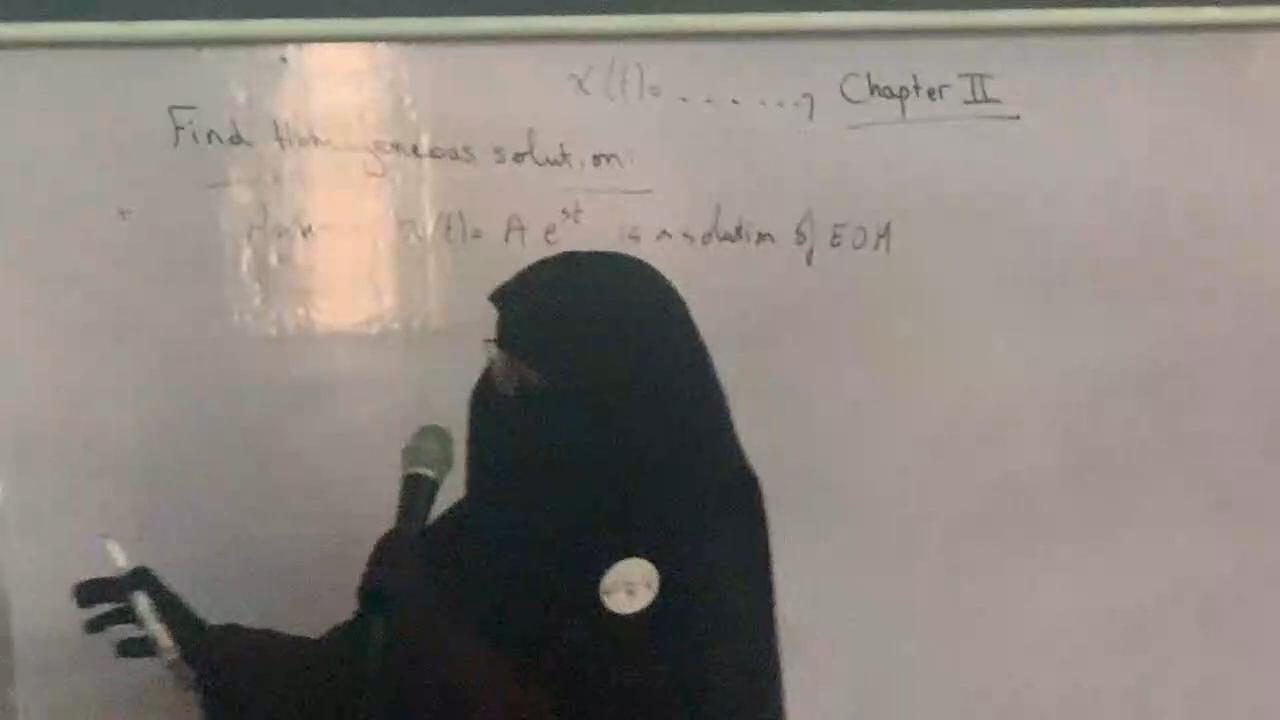 x(t)= . . . . . . , Chapter II
Find Homogeneous solution:
x(t)= A e^st is a solution of EOM